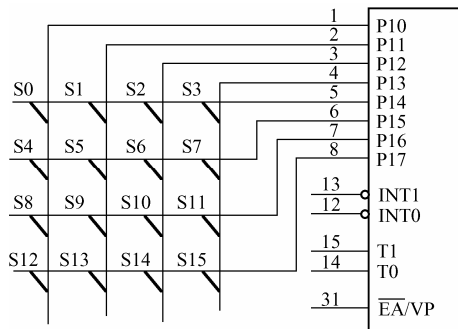 1 P10
2 P11
3 P12
4 P13
S0 S1 S2 S3 5 P14
6 P15
S4 S5 S6 S7 7 P16
8 P17
S8 S9 S10 S11 13 INT1
12 INT0
S12 S13 S14 S15 15 T1
14 T0
31 EA/VP